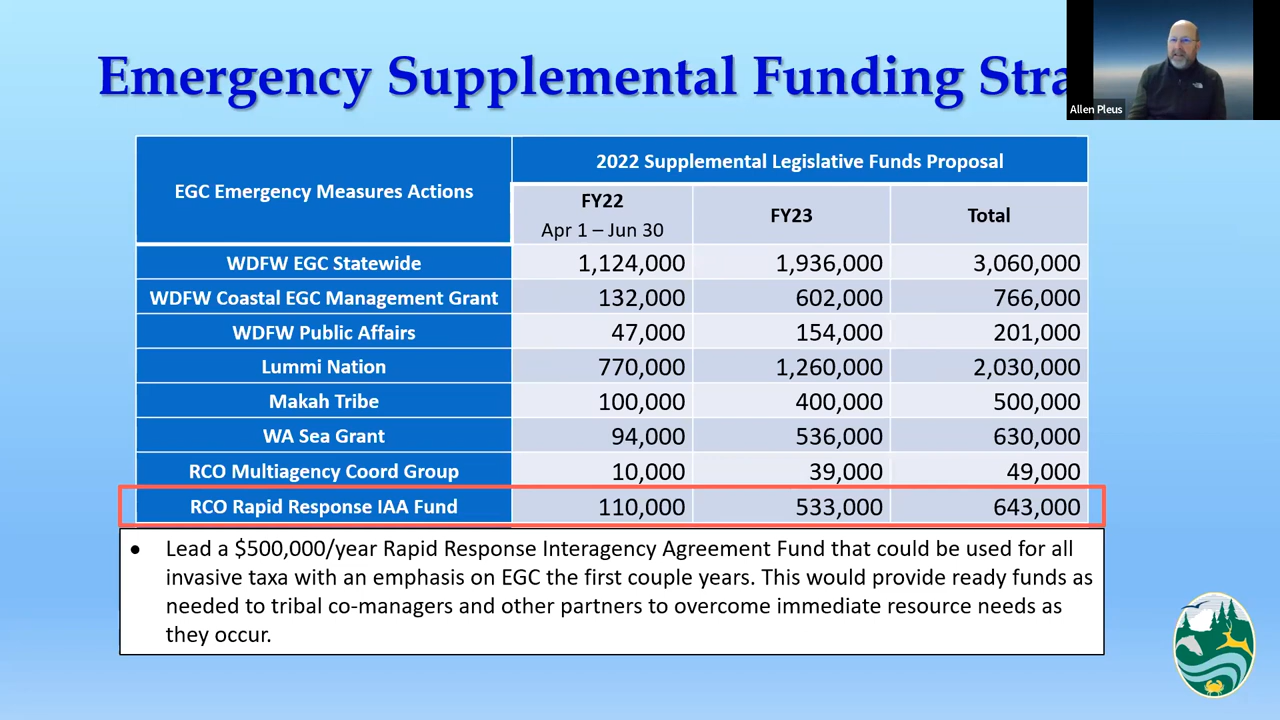 Emergency Supplemental Funding Stra
Allen Pleus
EGC Emergency Measures Actions
2022 Supplemental Legislative Funds Proposal
FY22
Apr 1 – Jun 30
FY23
Total
WDFW EGC Statewide 1,124,000 1,936,000 3,060,000
WDFW Coastal EGC Management Grant 132,000 602,000 766,000
WDFW Public Affairs 47,000 154,000 201,000
Lummi Nation 770,000 1,260,000 2,030,000
Makah Tribe 100,000 400,000 500,000
WA Sea Grant 94,000 536,000 630,000
RCO Multiagency Coord Group 10,000 39,000 49,000
RCO Rapid Response IAA Fund 110,000 533,000 643,000
• Lead a $500,000/year Rapid Response Interagency Agreement Fund that could be used for all
invasive taxa with an emphasis on EGC the first couple years. This would provide ready funds as
needed to tribal co-managers and other partners to overcome immediate resource needs as
they occur.